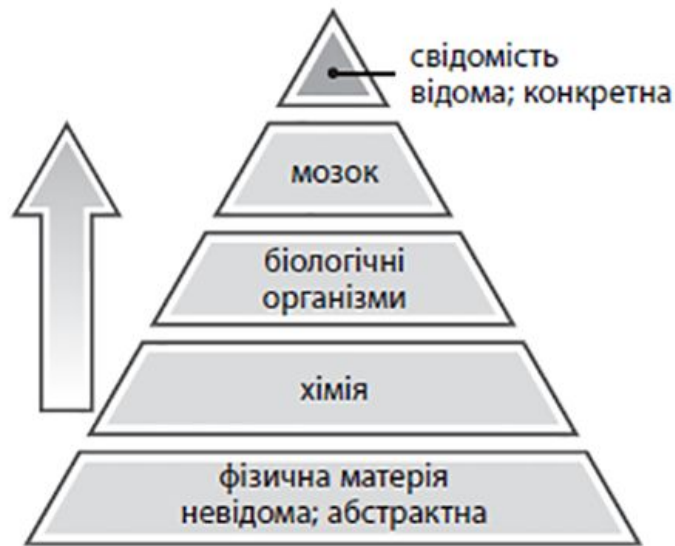 свідомість
відома; конкретна
мозок
біологічні
організми
хімія
фізична матерія
невідома; абстрактна